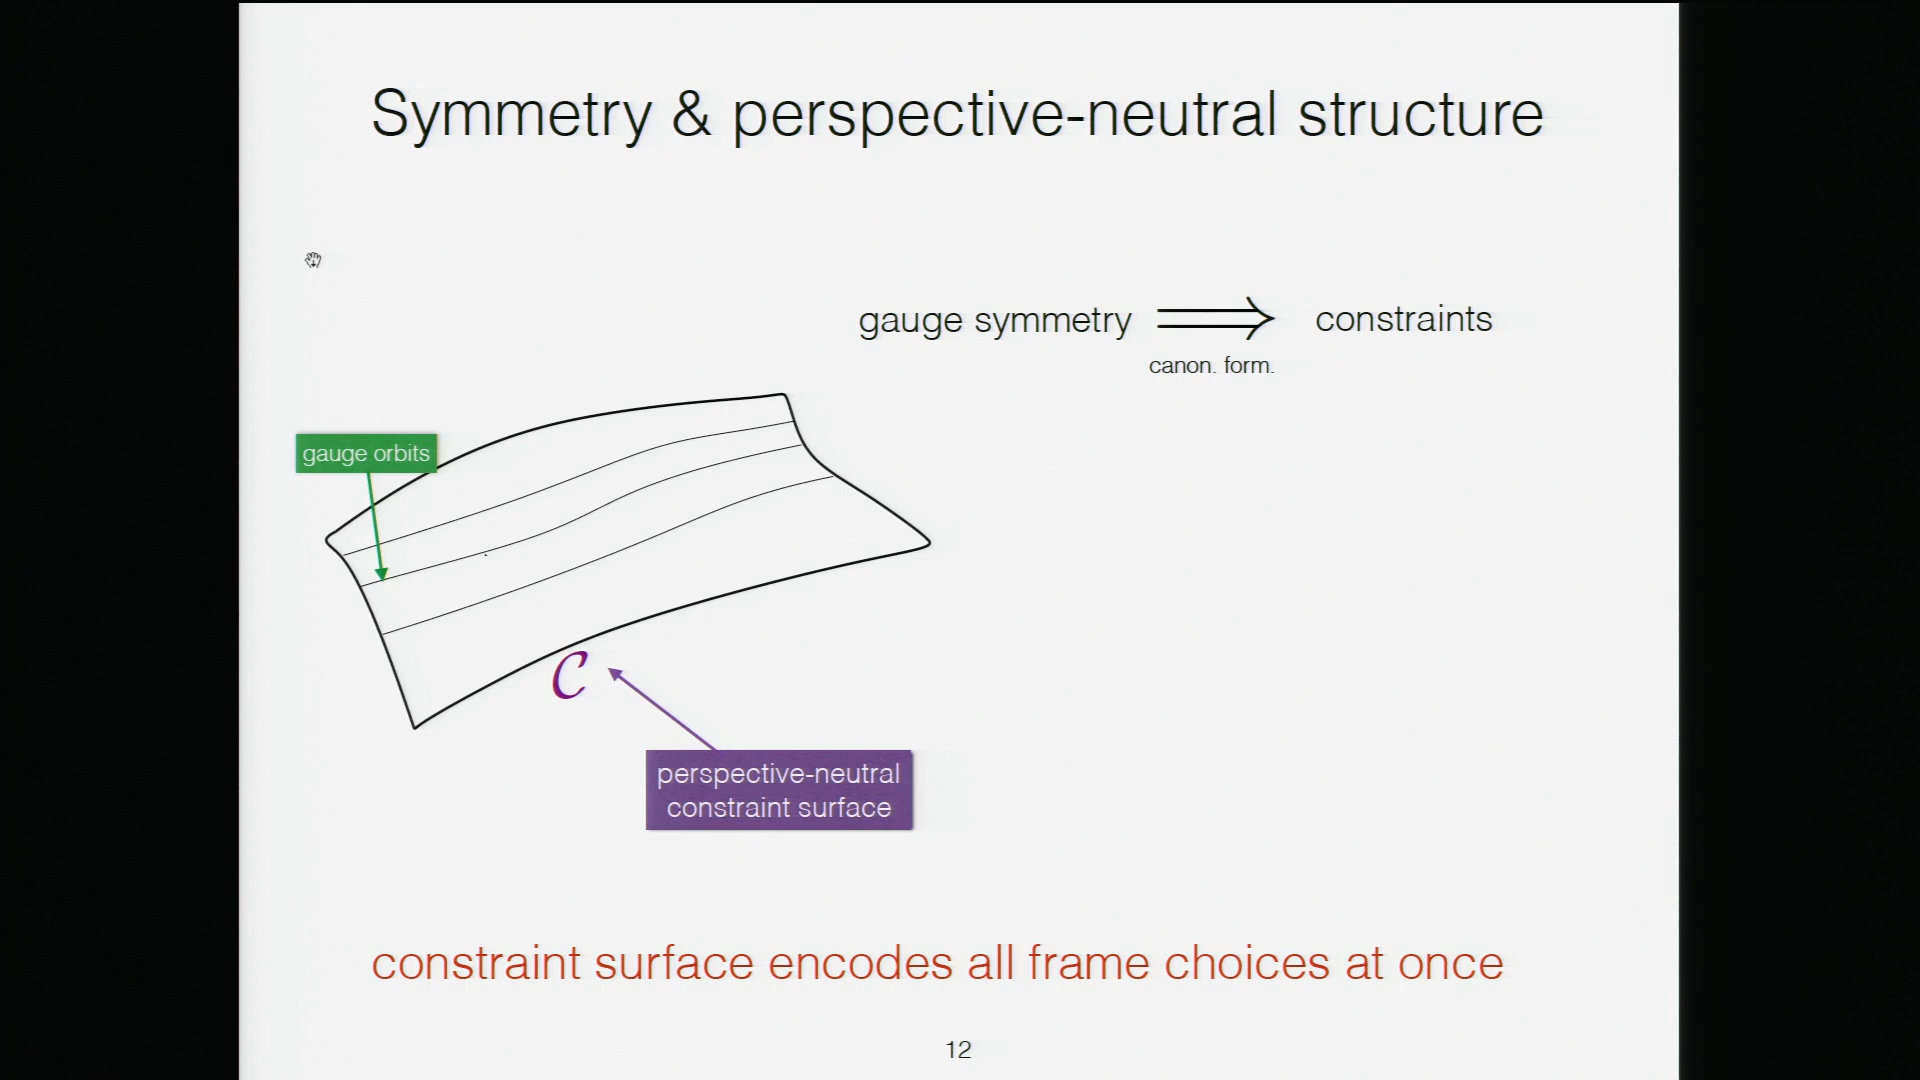 Symmetry & perspective-neutral structure
gauge symmetry ⟹ constraints
canon. form.
gauge orbits
C
perspective-neutral
constraint surface
constraint surface encodes all frame choices at once
12